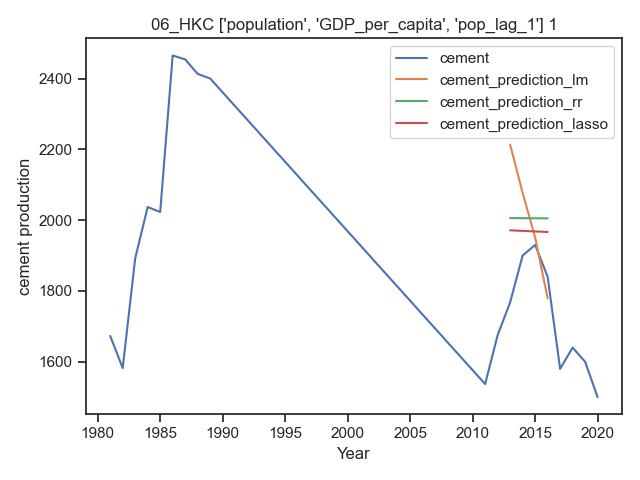 06_HKC ['population', 'GDP_per_capita', 'pop_lag_1'] 1
cement
cement_prediction_lm
cement_prediction_rr
cement_prediction_lasso
cement production
2400
2200
2000
1800
1600
1980 1985 1990 1995 2000 2005 2010 2015 2020
Year